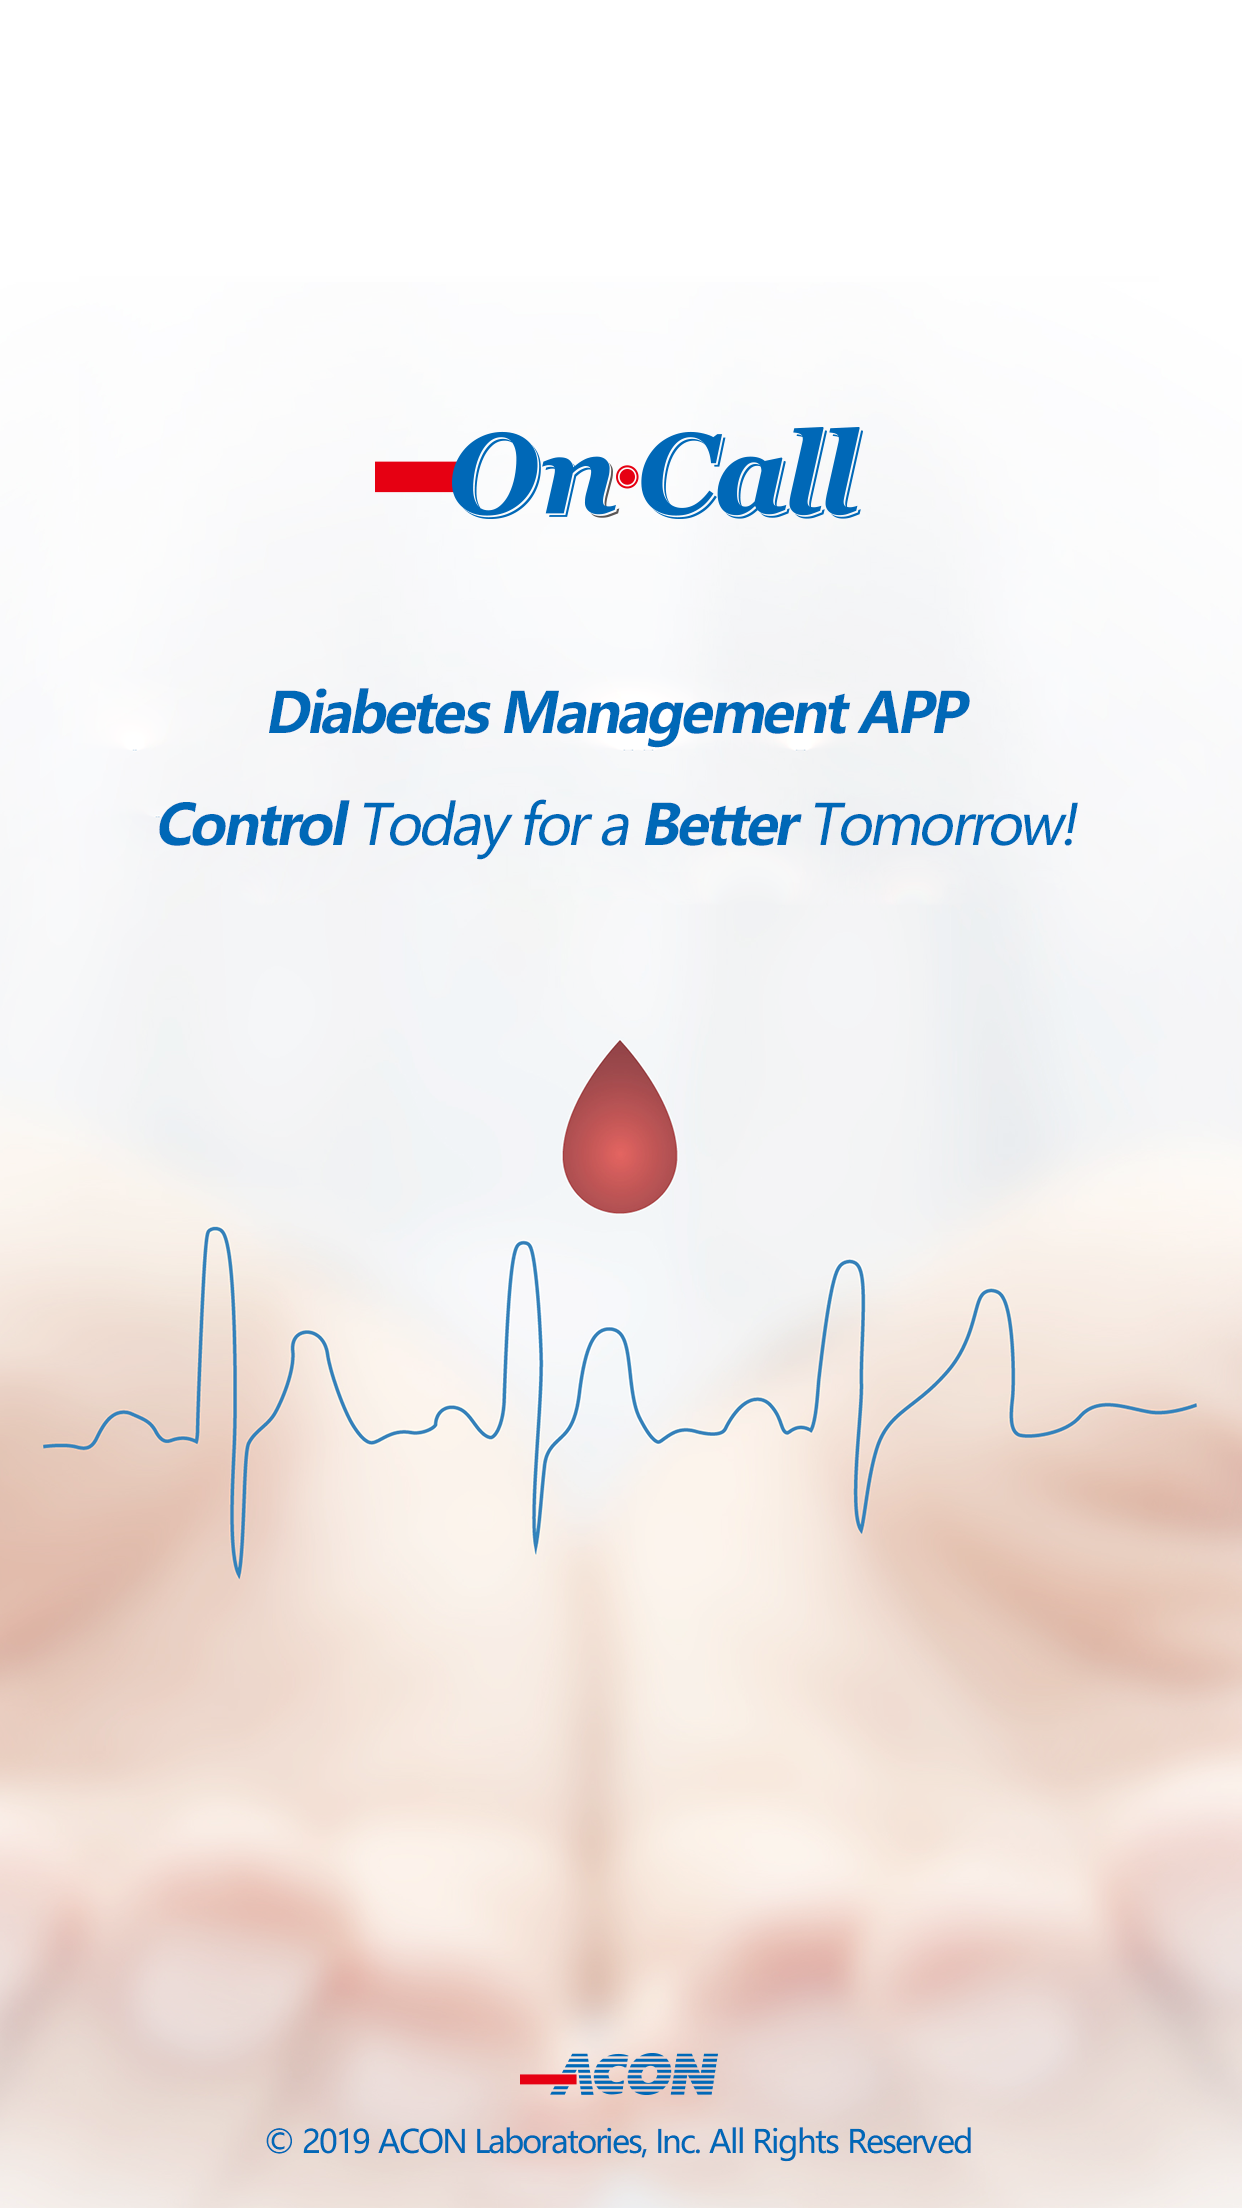 On·Call
Diabetes Management APP
Control Today for a Better Tomorrow!
ACON
© 2019 ACON Laboratories, Inc. All Rights Reserved